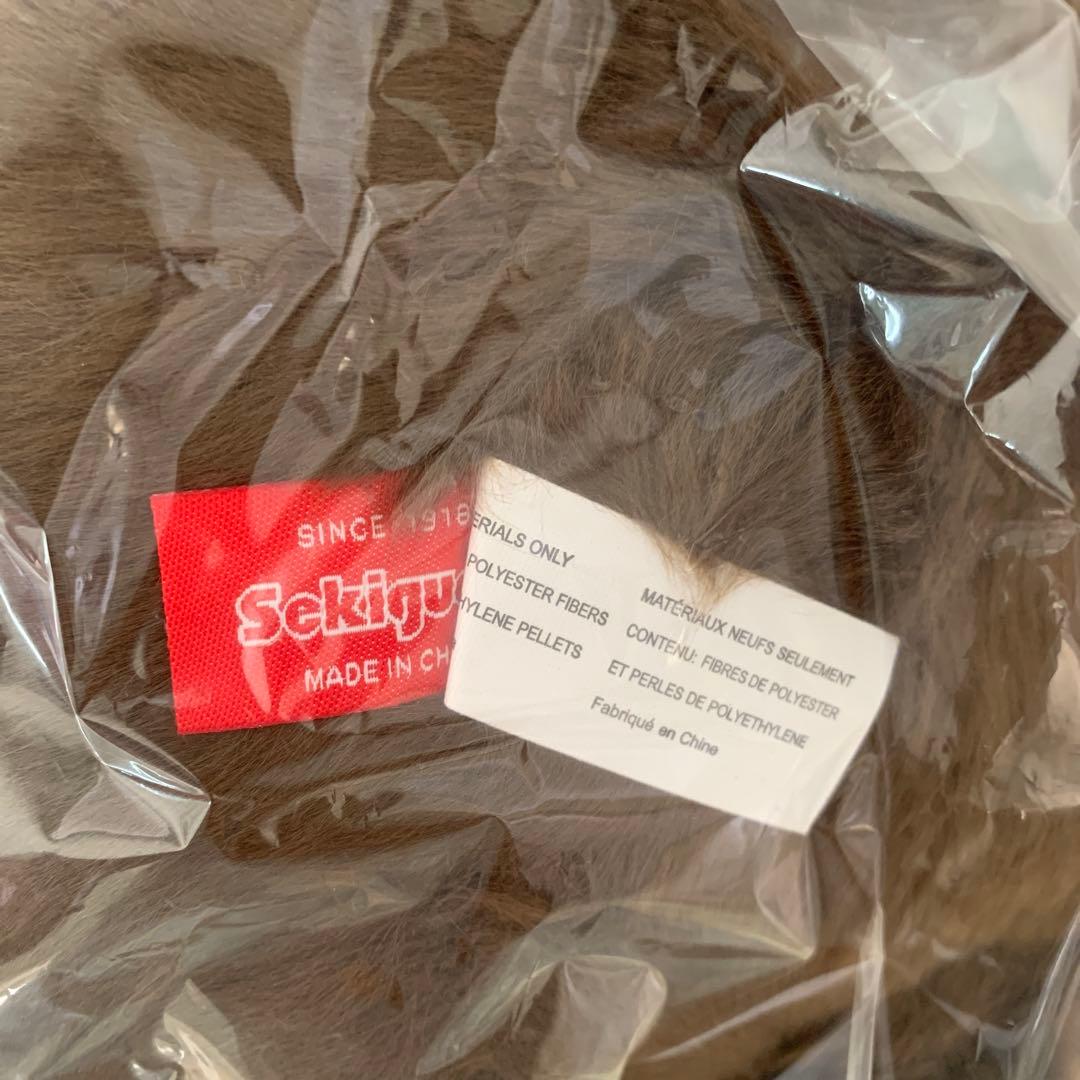 SINCE 1918
Sekigu
MADE IN CH
ERIALS ONLY
POLYESTER FIBERS
HYLENE PELLETS
MATÉRIAUX NEUFS SEULEMENT
CONTENU: FIBRES DE POLYESTER
ET PERLES DE POLYETHYLENE
Fabriqué en Chine